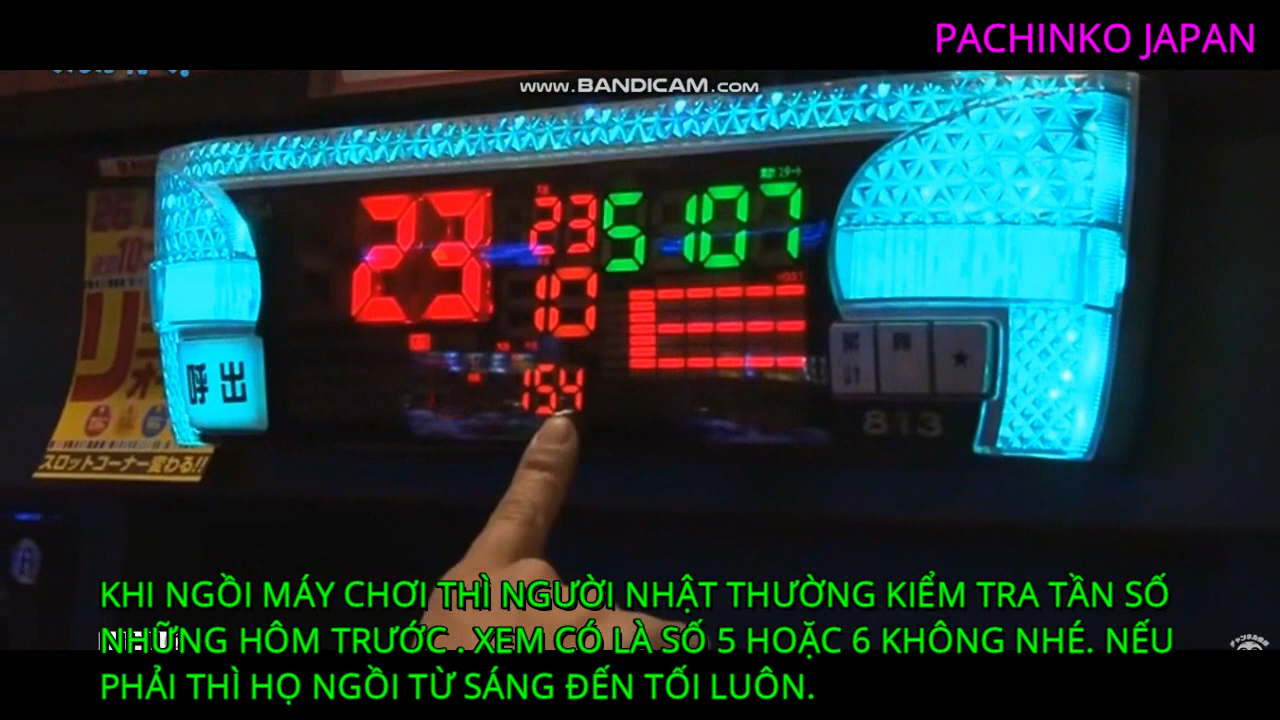 PACHINKO JAPAN
www.BANDICAM.com
23
23
5107
10
154
呼出
累計
★
813
スロットコーナー変わる!!
KHI NGỒI MÁY CHƠI THÌ NGƯỜI NHẬT THƯỜNG KIỂM TRA TẦN SỐ
NHỮNG HÔM TRƯỚC . XEM CÓ LÀ SỐ 5 HOẶC 6 KHÔNG NHÉ. NẾU
PHẢI THÌ HỌ NGỒI TỪ SÁNG ĐẾN TỐI LUÔN.